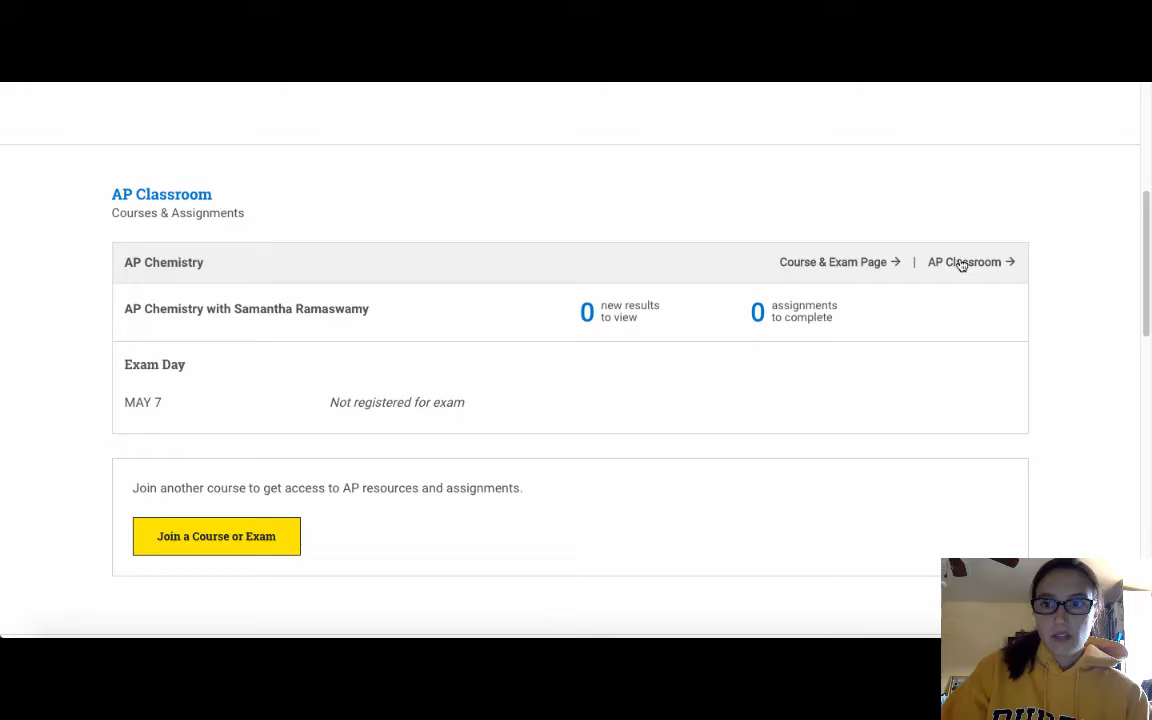 AP Classroom
Courses & Assignments
AP Chemistry
Course & Exam Page → | AP Classroom →
AP Chemistry with Samantha Ramaswamy
0 new results to view
0 assignments to complete
Exam Day
MAY 7 Not registered for exam
Join another course to get access to AP resources and assignments.
Join a Course or Exam